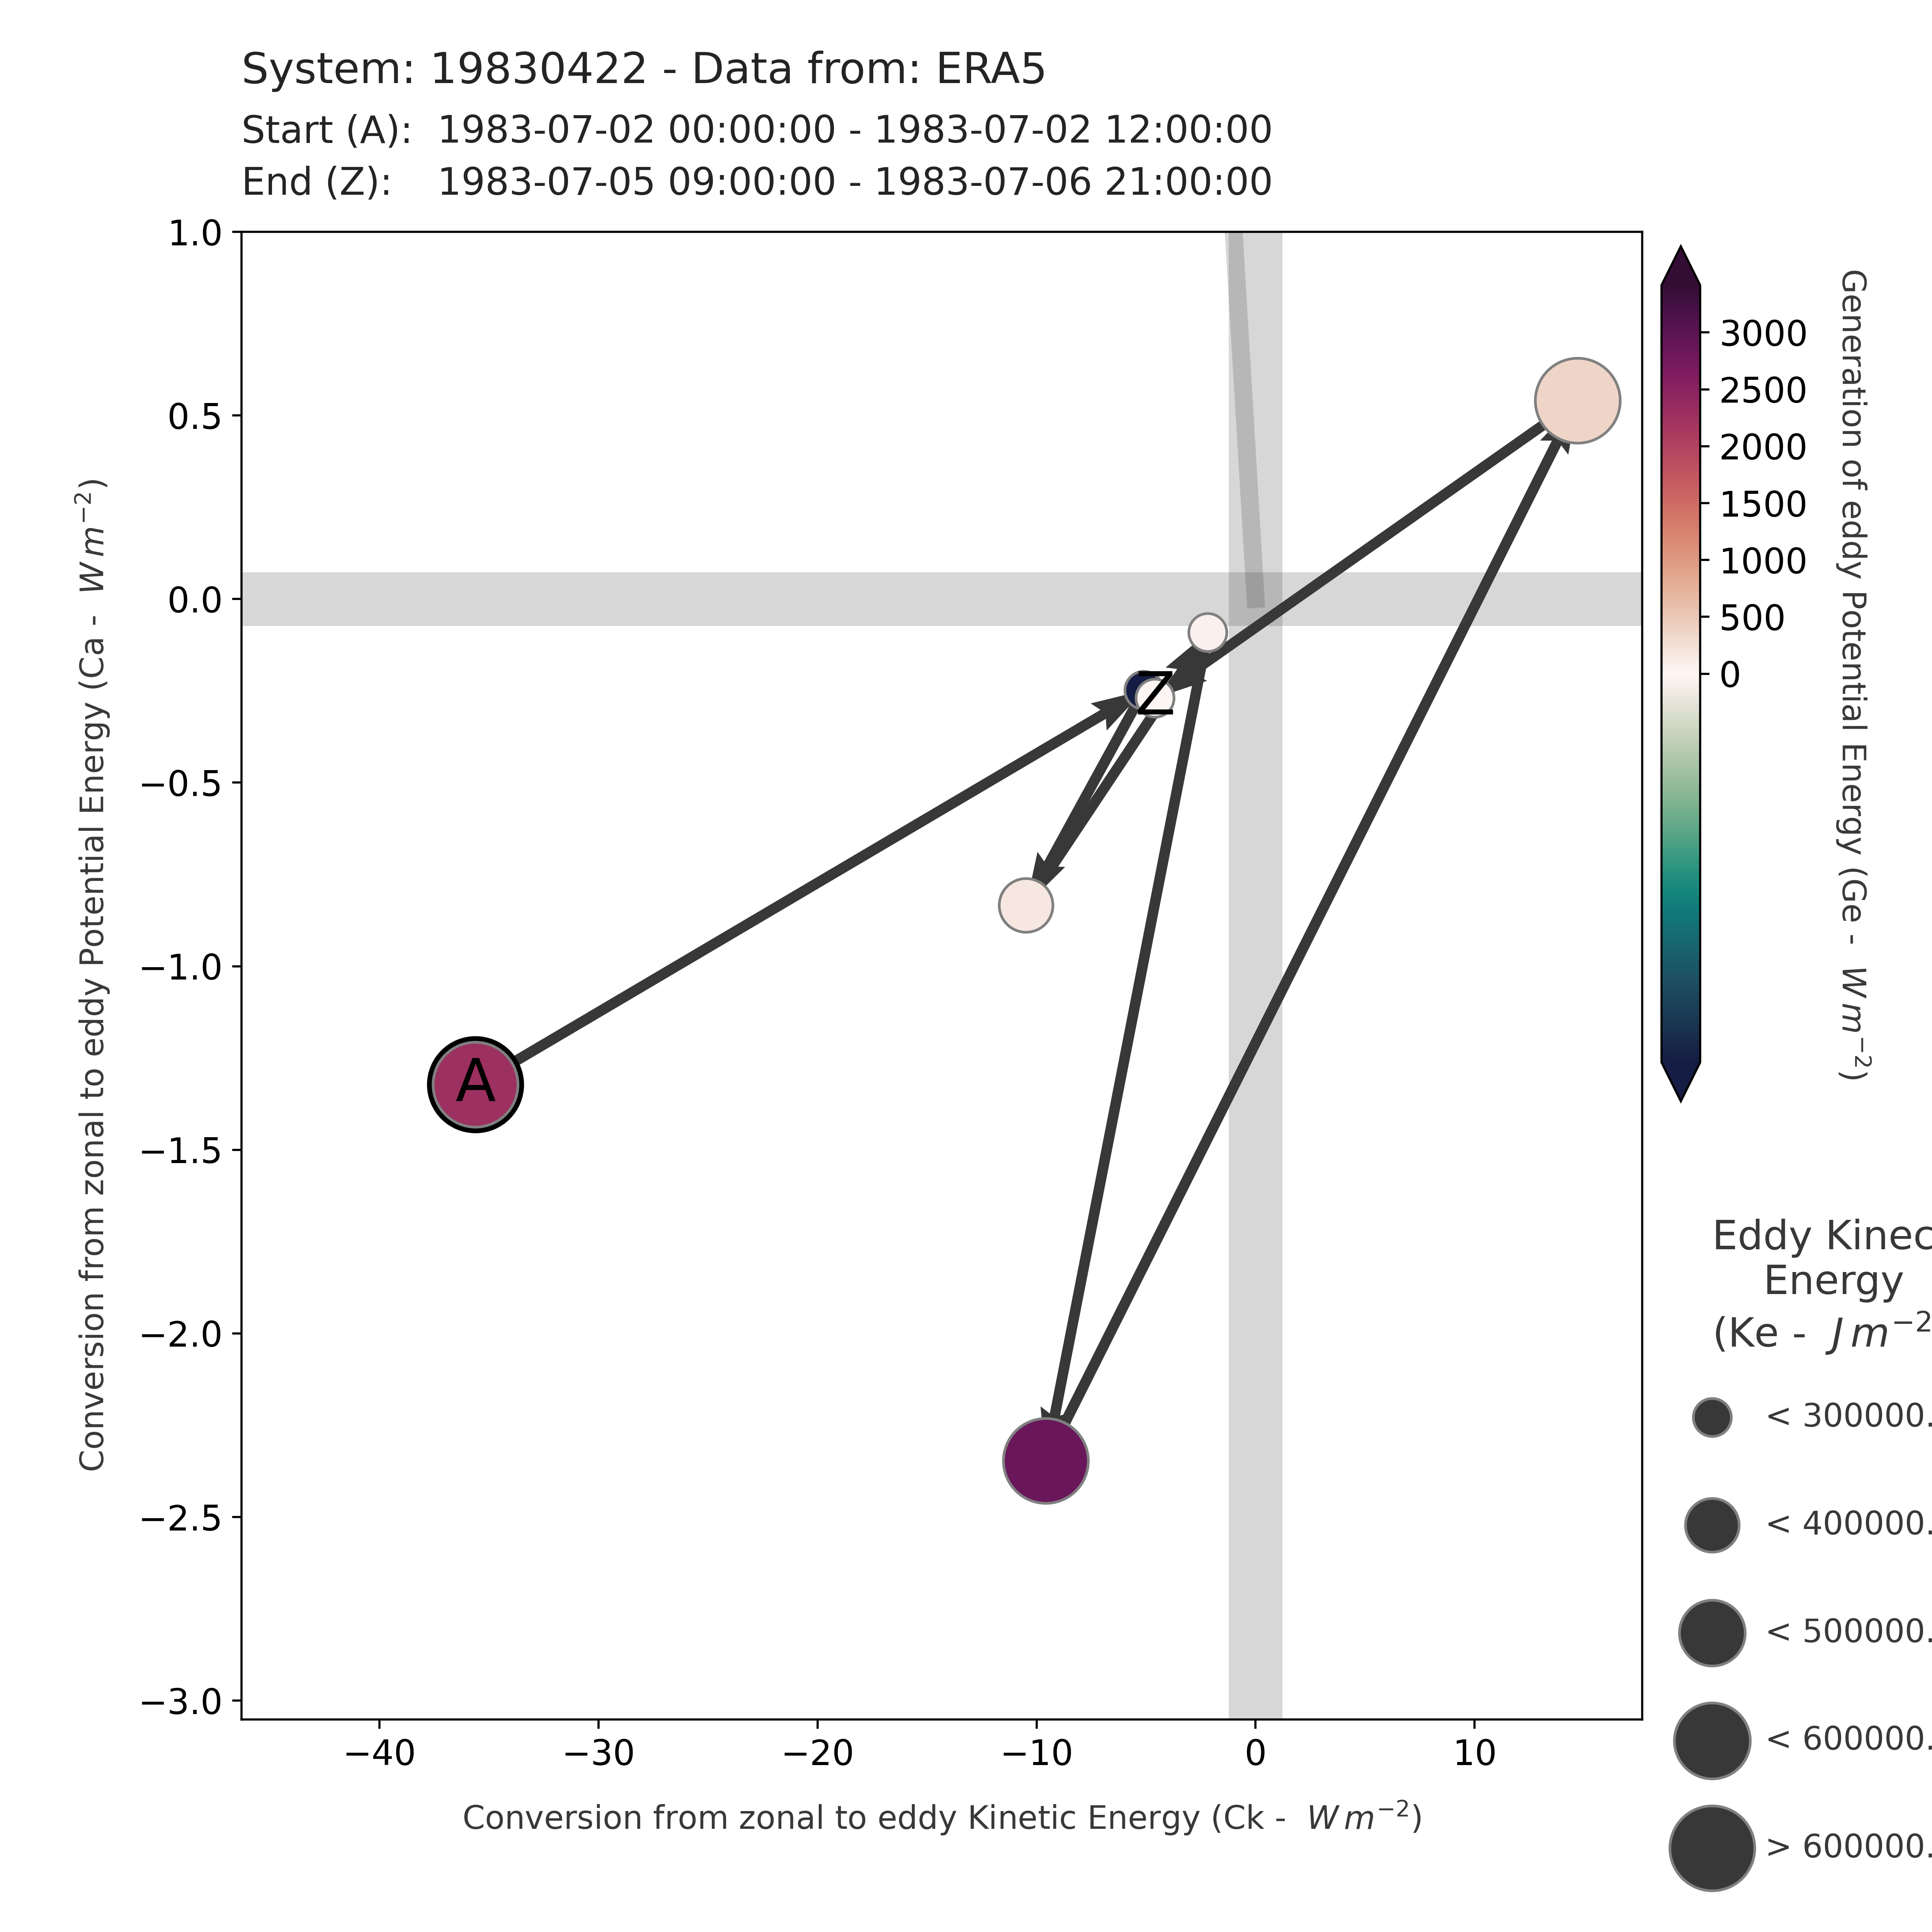 System: 19830422 - Data from: ERA5
Start (A): 1983-07-02 00:00:00 - 1983-07-02 12:00:00
End (Z): 1983-07-05 09:00:00 - 1983-07-06 21:00:00
1.0
0.5
0.0
−0.5
−1.0
−1.5
−2.0
−2.5
−3.0
Conversion from zonal to eddy Potential Energy (Ca - W m⁻²)
A
Z
−40
−30
−20
−10
0
10
Conversion from zonal to eddy Kinetic Energy (Ck - W m⁻²)
3000
2500
2000
1500
1000
500
0
Generation of eddy Potential Energy (Ge - W m⁻²)
Eddy Kinec
Energy
(Ke - J m⁻²
< 300000.
< 400000.
< 500000.
< 600000.
> 600000.